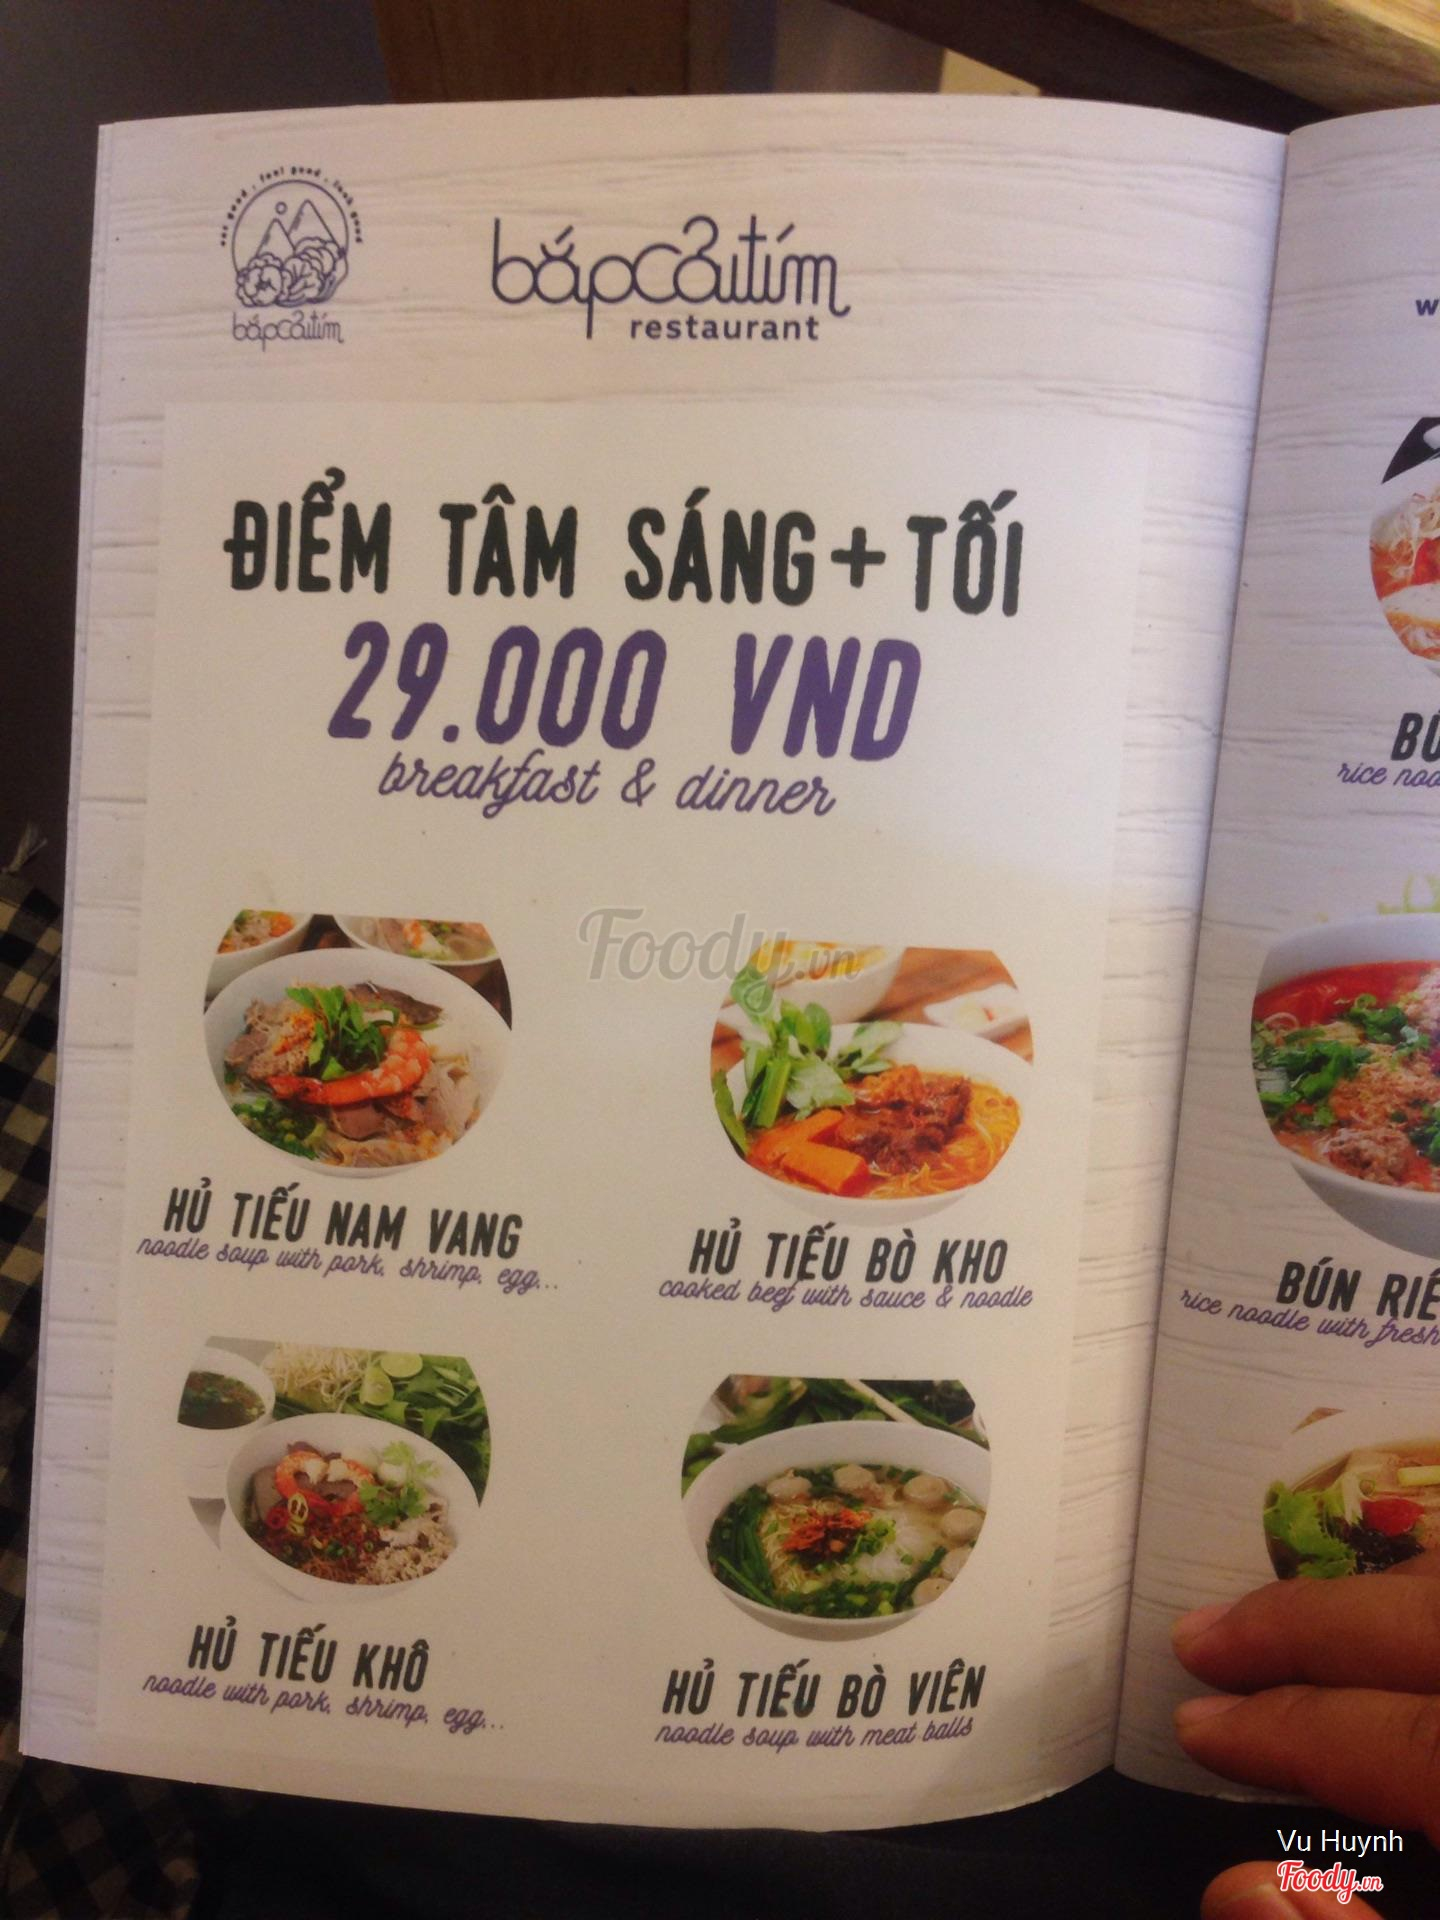 eat good . feel good . look good
bắpcảitím
bắpcảitím
restaurant
ĐIỂM TÂM SÁNG + TỐI
29.000 VND
breakfast & dinner
Foody.vn
HỦ TIẾU NAM VANG
noodle soup with pork, shrimp, egg...
HỦ TIẾU BÒ KHO
cooked beef with sauce & noodle
HỦ TIẾU KHÔ
noodle with pork, shrimp, egg...
HỦ TIẾU BÒ VIÊN
noodle soup with meat balls
rice
BÚN
rice noodle with fresh
Vu Huynh
Foody.vn